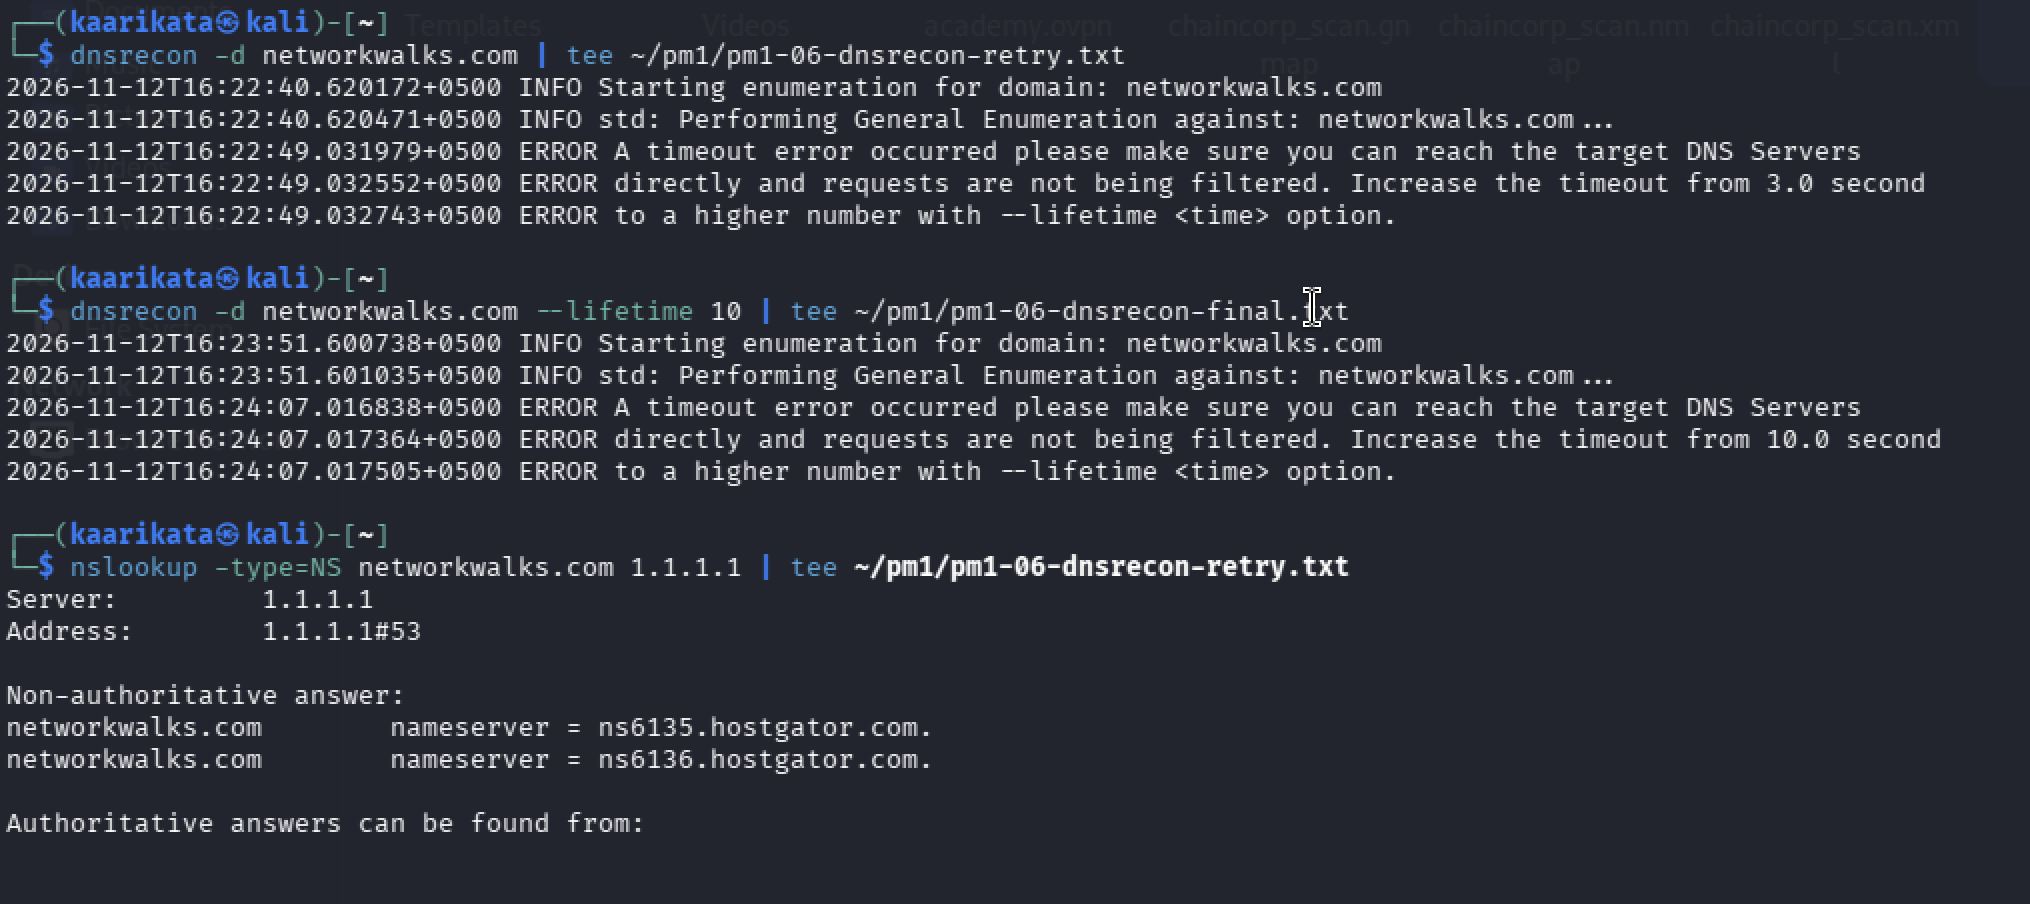 Templates Videos academy.ovpn chaincorp_scan.gn chaincorp_scan.nm chaincorp_scan.xm
map ap l
┌──(kaarikata㉿kali)-[~]
└─$ dnsrecon -d networkwalks.com | tee ~/pm1/pm1-06-dnsrecon-retry.txt
2026-11-12T16:22:40.620172+0500 INFO Starting enumeration for domain: networkwalks.com
2026-11-12T16:22:40.620471+0500 INFO std: Performing General Enumeration against: networkwalks.com...
2026-11-12T16:22:49.031979+0500 ERROR A timeout error occurred please make sure you can reach the target DNS Servers
2026-11-12T16:22:49.032552+0500 ERROR directly and requests are not being filtered. Increase the timeout from 3.0 second
2026-11-12T16:22:49.032743+0500 ERROR to a higher number with --lifetime <time> option.
┌──(kaarikata㉿kali)-[~]
└─$ dnsrecon -d networkwalks.com --lifetime 10 | tee ~/pm1/pm1-06-dnsrecon-final.txt
File System
2026-11-12T16:23:51.600738+0500 INFO Starting enumeration for domain: networkwalks.com
2026-11-12T16:23:51.601035+0500 INFO std: Performing General Enumeration against: networkwalks.com...
2026-11-12T16:24:07.016838+0500 ERROR A timeout error occurred please make sure you can reach the target DNS Servers
2026-11-12T16:24:07.017364+0500 ERROR directly and requests are not being filtered. Increase the timeout from 10.0 second
2026-11-12T16:24:07.017505+0500 ERROR to a higher number with --lifetime <time> option.
┌──(kaarikata㉿kali)-[~]
└─$ nslookup -type=NS networkwalks.com 1.1.1.1 | tee ~/pm1/pm1-06-dnsrecon-retry.txt
Server:         1.1.1.1
Address:        1.1.1.1#53
Non-authoritative answer:
networkwalks.com        nameserver = ns6135.hostgator.com.
networkwalks.com        nameserver = ns6136.hostgator.com.
Authoritative answers can be found from: